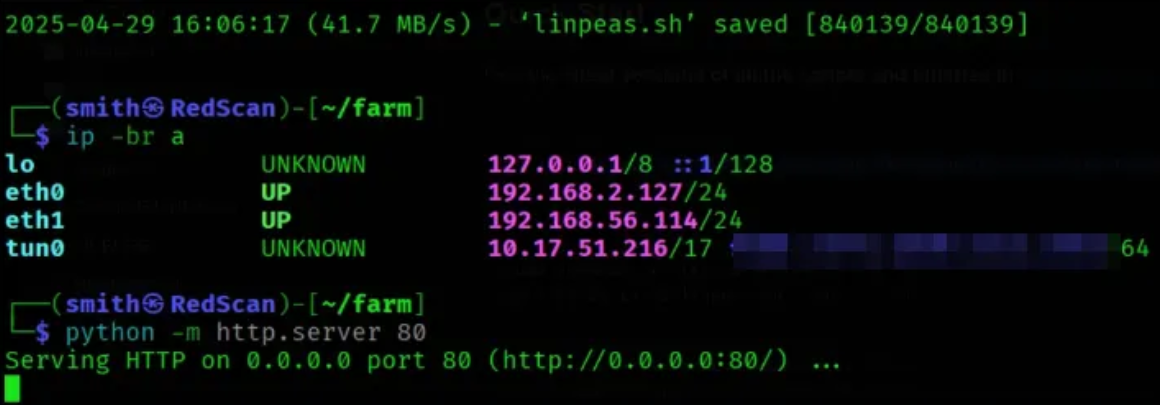 2025-04-29 16:06:17 (41.7 MB/s) - ‘linpeas.sh’ saved [840139/840139]
┌──(smith㉿RedScan)-[~/farm]
└─$ ip -br a
lo UNKNOWN 127.0.0.1/8 ::1/128
eth0 UP 192.168.2.127/24
eth1 UP 192.168.56.114/24
tun0 UNKNOWN 10.17.51.216/17 64
┌──(smith㉿RedScan)-[~/farm]
└─$ python -m http.server 80
Serving HTTP on 0.0.0.0 port 80 (http://0.0.0.0:80/) ...